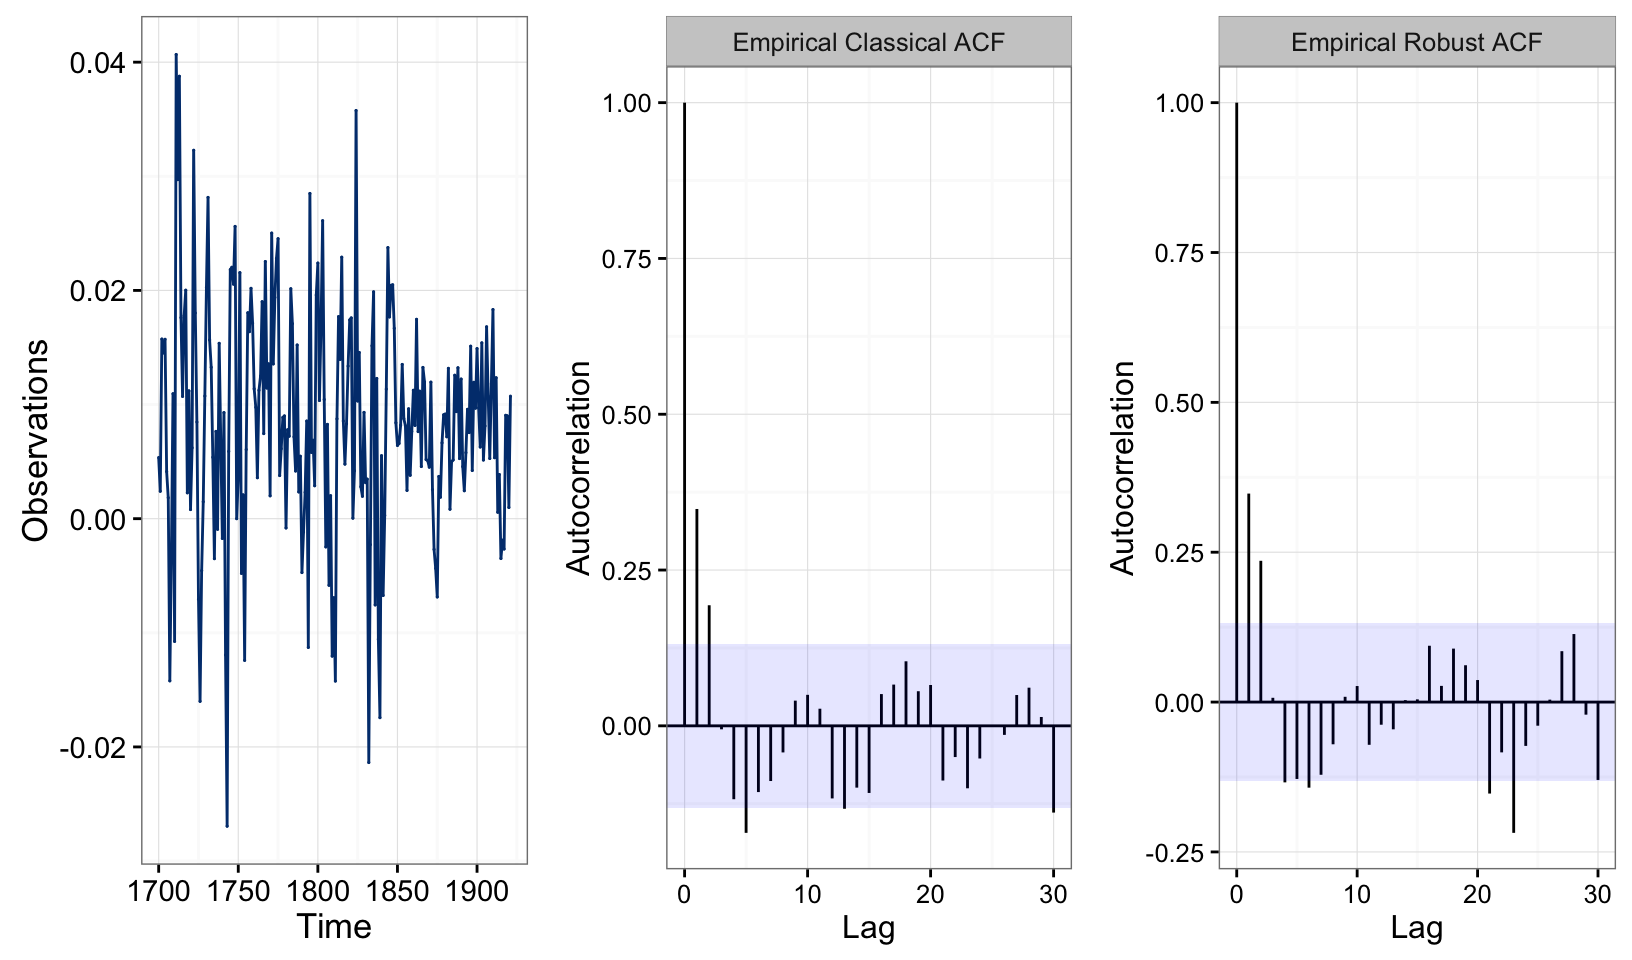 Observations
0.04
0.02
0.00
-0.02
1700 1750 1800 1850 1900
Time
Empirical Classical ACF
Autocorrelation
1.00
0.75
0.50
0.25
0.00
0 10 20 30
Lag
Empirical Robust ACF
Autocorrelation
1.00
0.75
0.50
0.25
0.00
-0.25
0 10 20 30
Lag